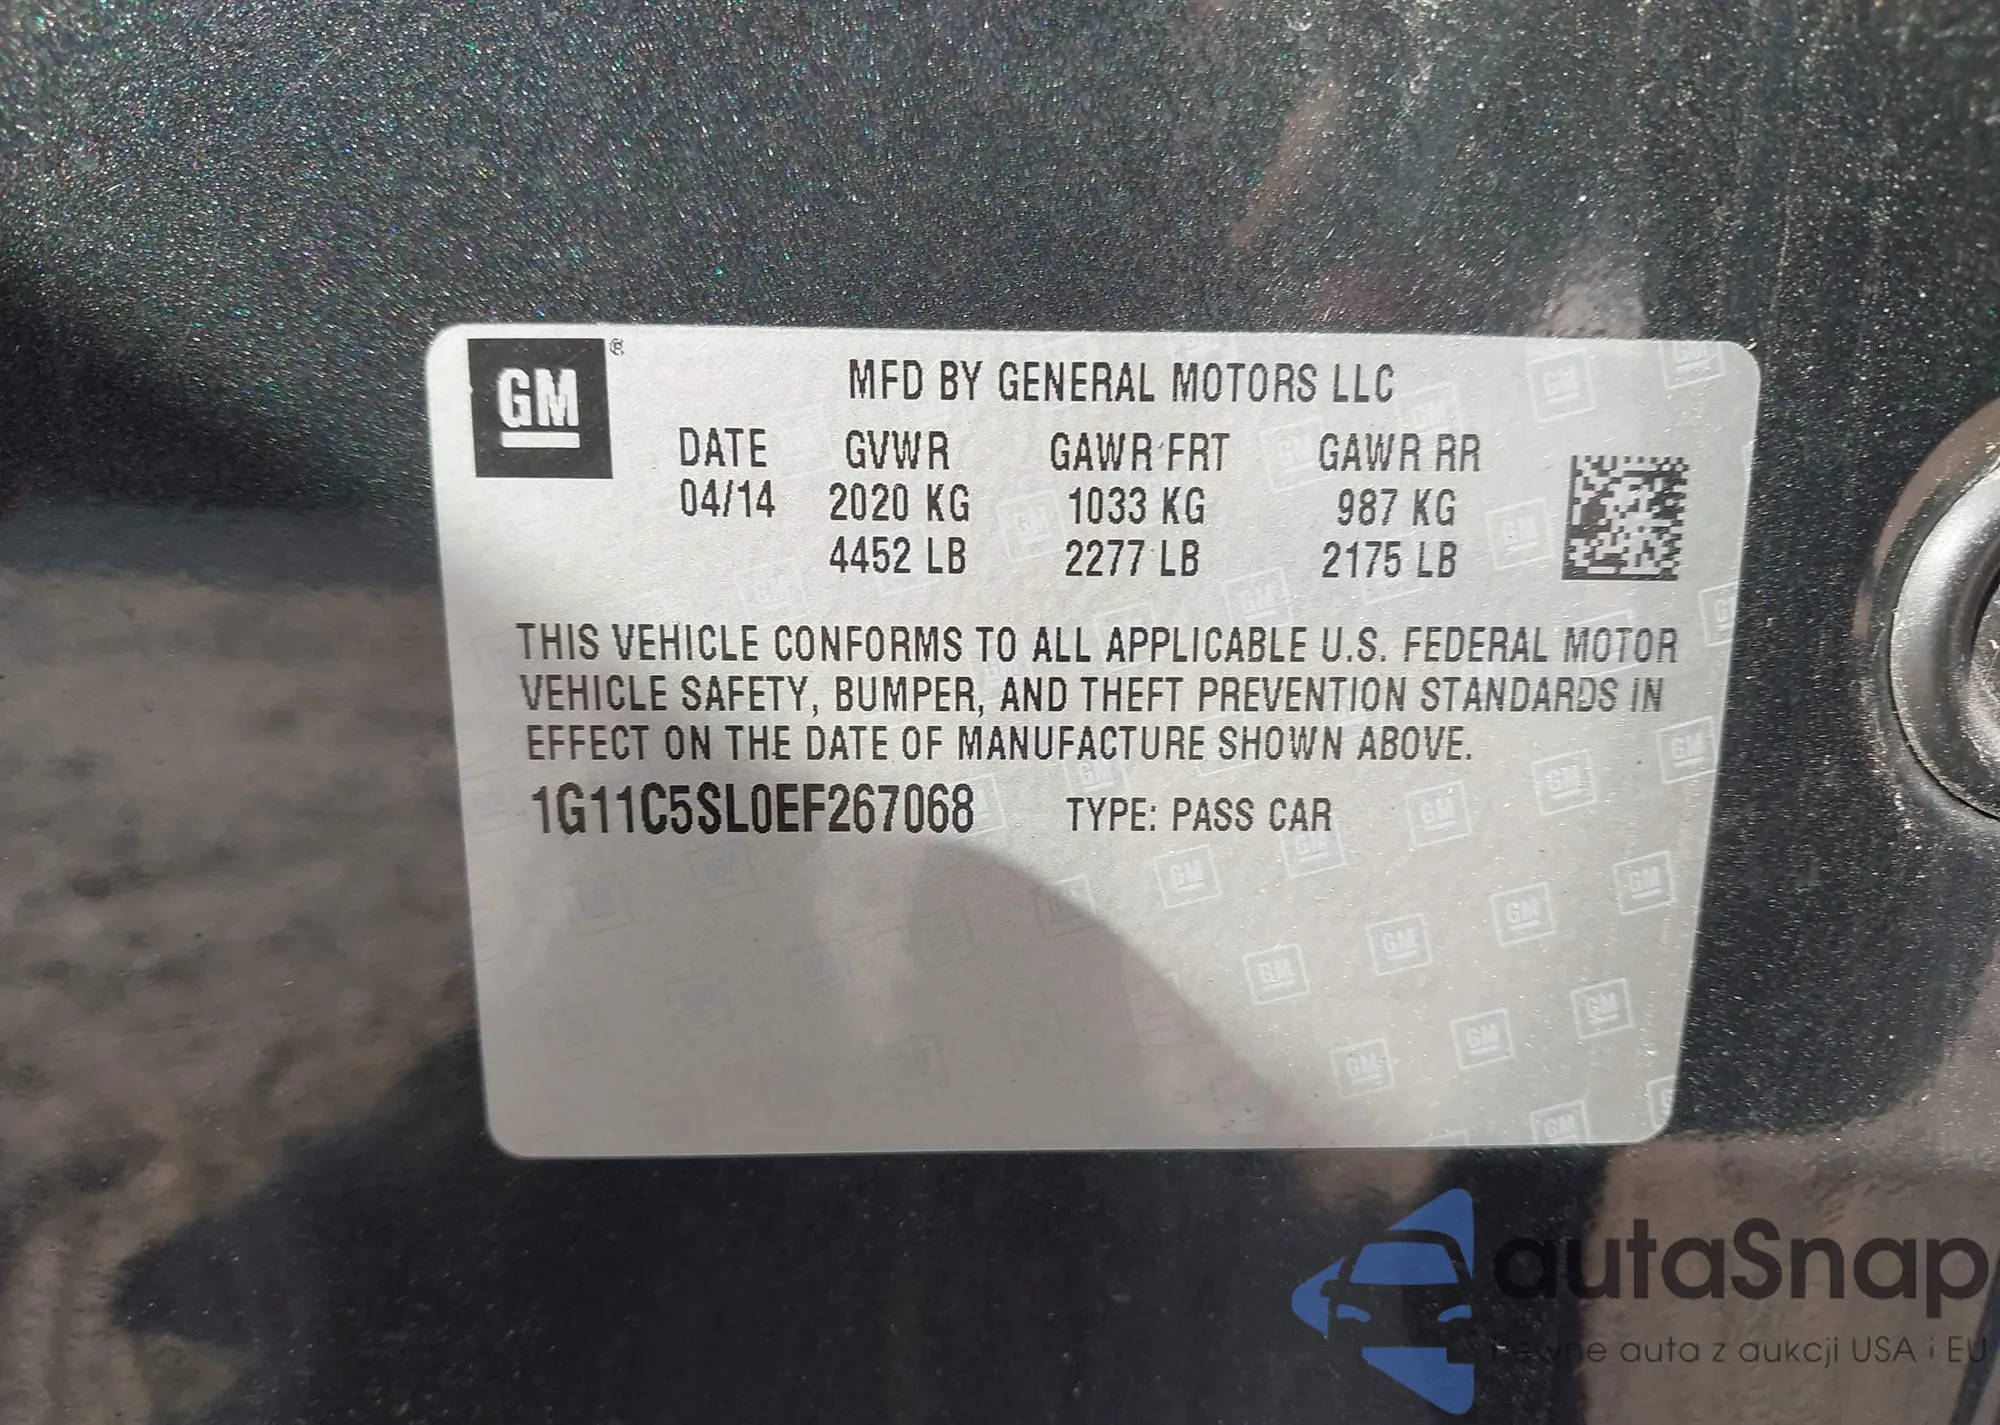 GM ®
MFD BY GENERAL MOTORS LLC
DATE GVWR GAWR FRT GAWR RR
04/14 2020 KG 1033 KG 987 KG
4452 LB 2277 LB 2175 LB
THIS VEHICLE CONFORMS TO ALL APPLICABLE U.S. FEDERAL MOTOR
VEHICLE SAFETY, BUMPER, AND THEFT PREVENTION STANDARDS IN
EFFECT ON THE DATE OF MANUFACTURE SHOWN ABOVE.
1G11C5SL0EF267068 TYPE: PASS CAR
autaSnap
Pewne auta z aukcji USA i EU